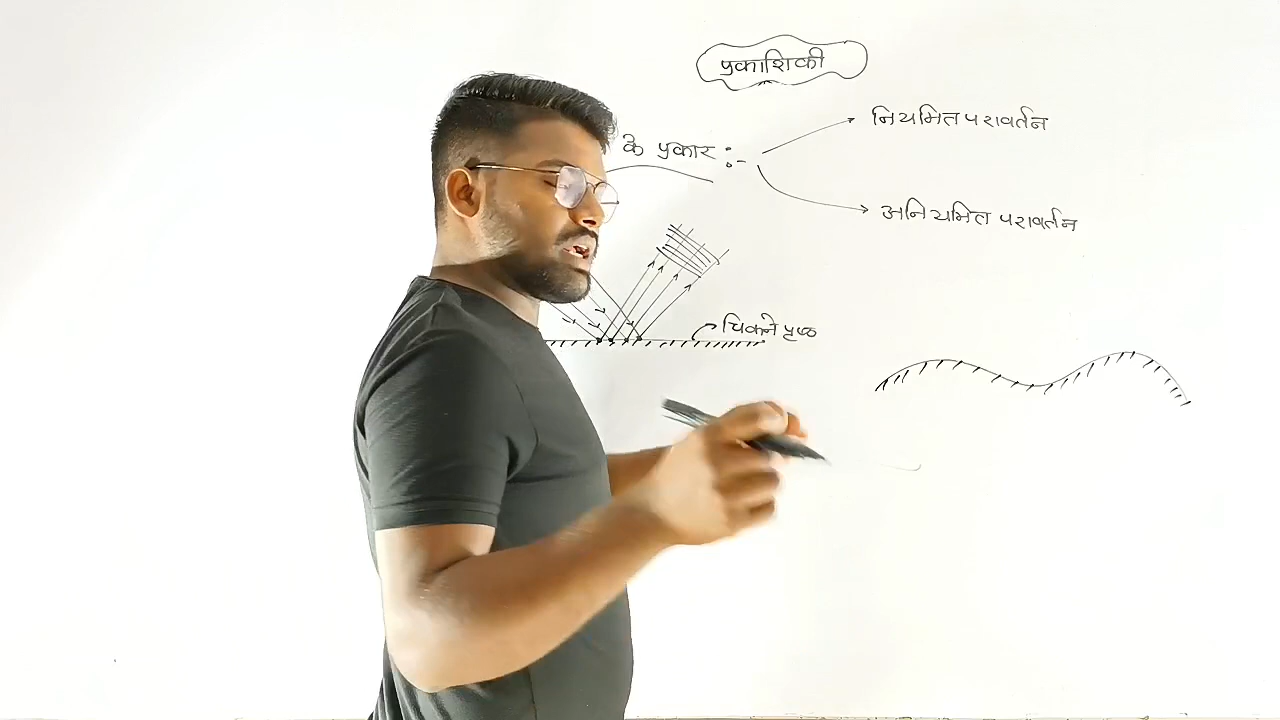 प्रकाशिकी
के प्रकार :-
नियमित परावर्तन
अनियमित परावर्तन
चिकने पृष्ठ